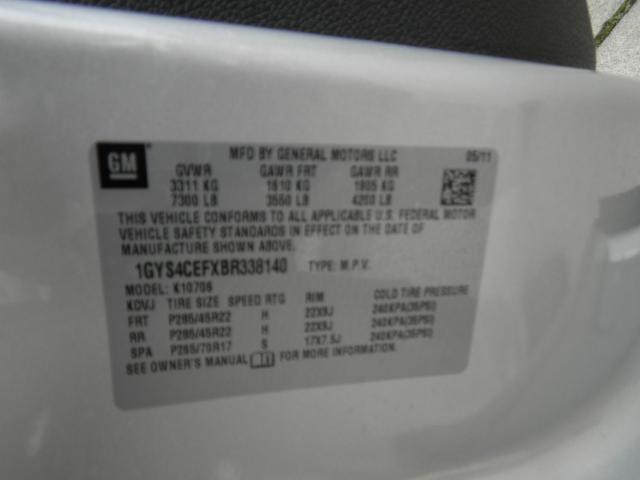 GM MFD BY GENERAL MOTORS LLC 05/11
GVWR GAWR FRT GAWR RR
3311 KG 1610 KG 1905 KG
7300 LB 3550 LB 4200 LB
THIS VEHICLE CONFORMS TO ALL APPLICABLE U.S. FEDERAL MOTOR
VEHICLE SAFETY STANDARDS IN EFFECT ON THE DATE OF
MANUFACTURE SHOWN ABOVE.
1GYS4CEFXBR338140 TYPE: M.P.V.
MODEL: K10706
KDVJ TIRE SIZE SPEED RTG RIM COLD TIRE PRESSURE
FRT P285/45R22 H 22X9J 240KPA(35PSI)
RR P285/45R22 H 22X9J 240KPA(35PSI)
SPA P265/70R17 S 17X7.5J 240KPA(35PSI)
SEE OWNER'S MANUAL FOR ADDITIONAL INFORMATION.